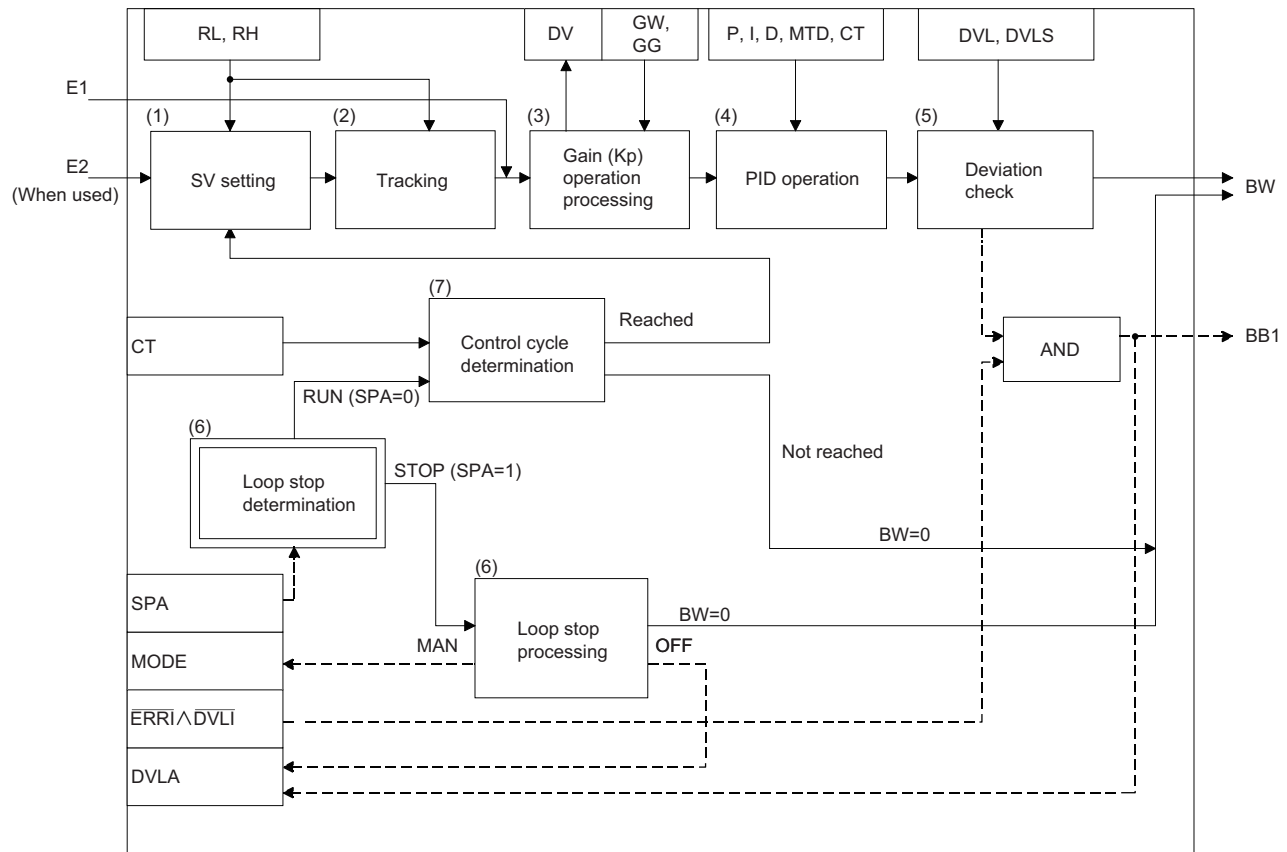 RL, RH
DV
GW,
GG
P, I, D, MTD, CT
DVL, DVLS
E1
(1)
(2)
(3)
(4)
(5)
E2
(When used)
SV setting
Tracking
Gain (Kp)
operation
processing
PID operation
Deviation
check
BW
(7)
CT
Control cycle
determination
Reached
AND
BB1
RUN (SPA=0)
(6)
Loop stop
determination
STOP (SPA=1)
Not reached
BW=0
(6)
SPA
Loop stop
processing
BW=0
MAN
OFF
MODE
E̅R̅R̅I̅∧D̅V̅L̅I̅
DVLA